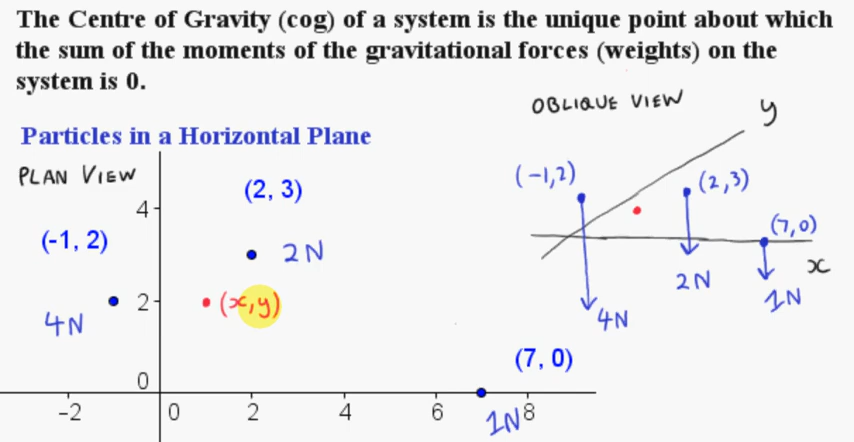 The Centre of Gravity (cog) of a system is the unique point about which
the sum of the moments of the gravitational forces (weights) on the
system is 0.
OBLIQUE VIEW
y
Particles in a Horizontal Plane
PLAN VIEW
(-1,2)
(2,3)
(2, 3)
4
(7,0)
(-1, 2)
2N
x
2N
1N
2
(x,y)
4N
4N
(7, 0)
0
-2
0
2
4
6
8
1N